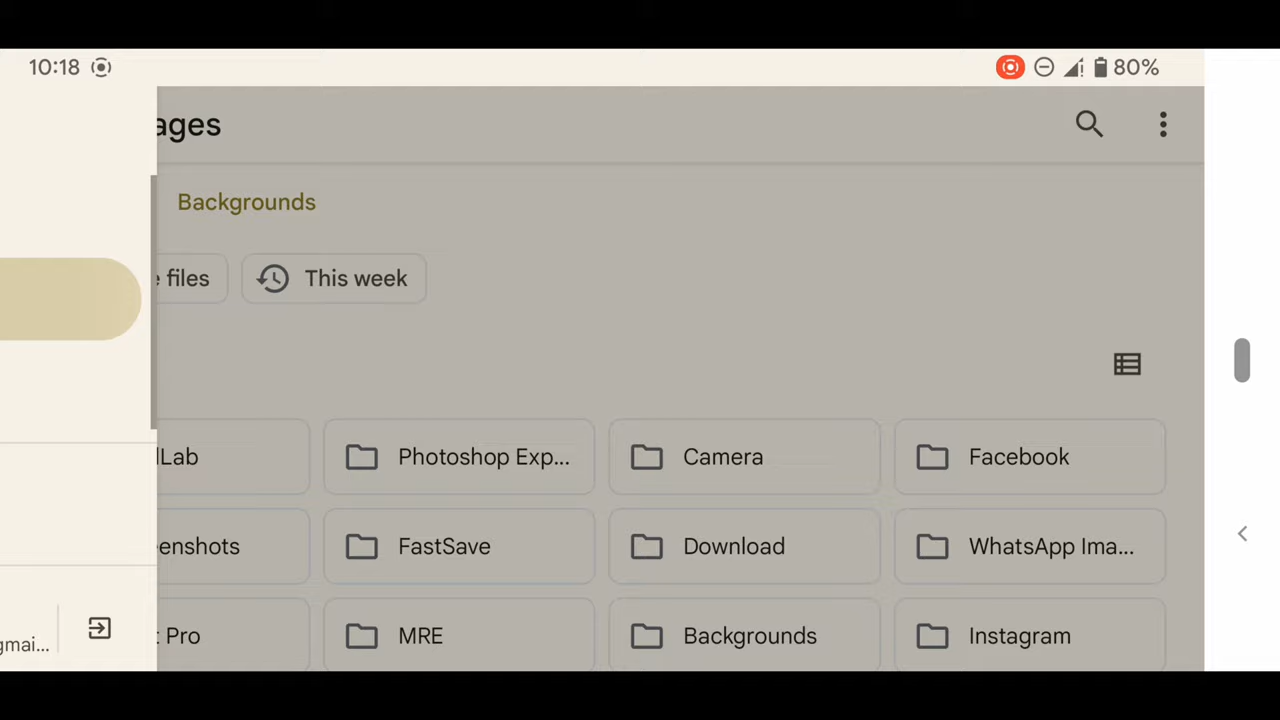 10:18 80%
ages
Backgrounds
files This week
lLab Photoshop Exp... Camera Facebook
enshots FastSave Download WhatsApp Ima...
Pro MRE Backgrounds Instagram
gmai...